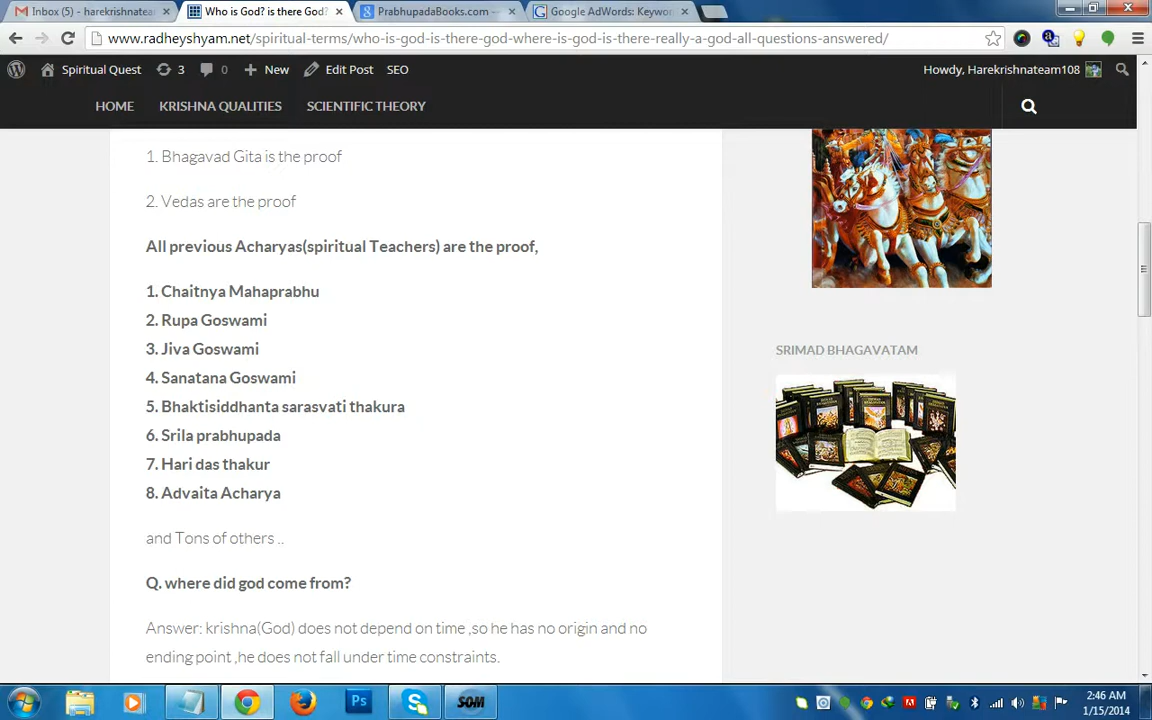 Inbox (5) - harekrishnatea
Who is God? is there God?
PrabhupadaBooks.com –
Google AdWords: Keywor
www.radheyshyam.net/spiritual-terms/who-is-god-is-there-god-where-is-god-is-there-really-a-god-all-questions-answered/
Spiritual Quest 3 0 New Edit Post SEO Howdy, Harekrishnateam108
HOME KRISHNA QUALITIES SCIENTIFIC THEORY
1. Bhagavad Gita is the proof
2. Vedas are the proof
All previous Acharyas(spiritual Teachers) are the proof,
1. Chaitnya Mahaprabhu
2. Rupa Goswami
3. Jiva Goswami
SRIMAD BHAGAVATAM
4. Sanatana Goswami
5. Bhaktisiddhanta sarasvati thakura
6. Srila prabhupada
7. Hari das thakur
8. Advaita Acharya
and Tons of others ..
Q. where did god come from?
Answer: krishna(God) does not depend on time ,so he has no origin and no
ending point ,he does not fall under time constraints.
Ps
SOM
2:46 AM
1/15/2014